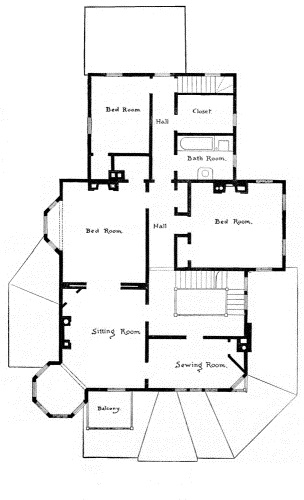 Bed Room
Hall
Closet
Bath Room.
Bed Room.
Hall
Bed Room.
Sitting Room
Sewing Room.
Balcony.